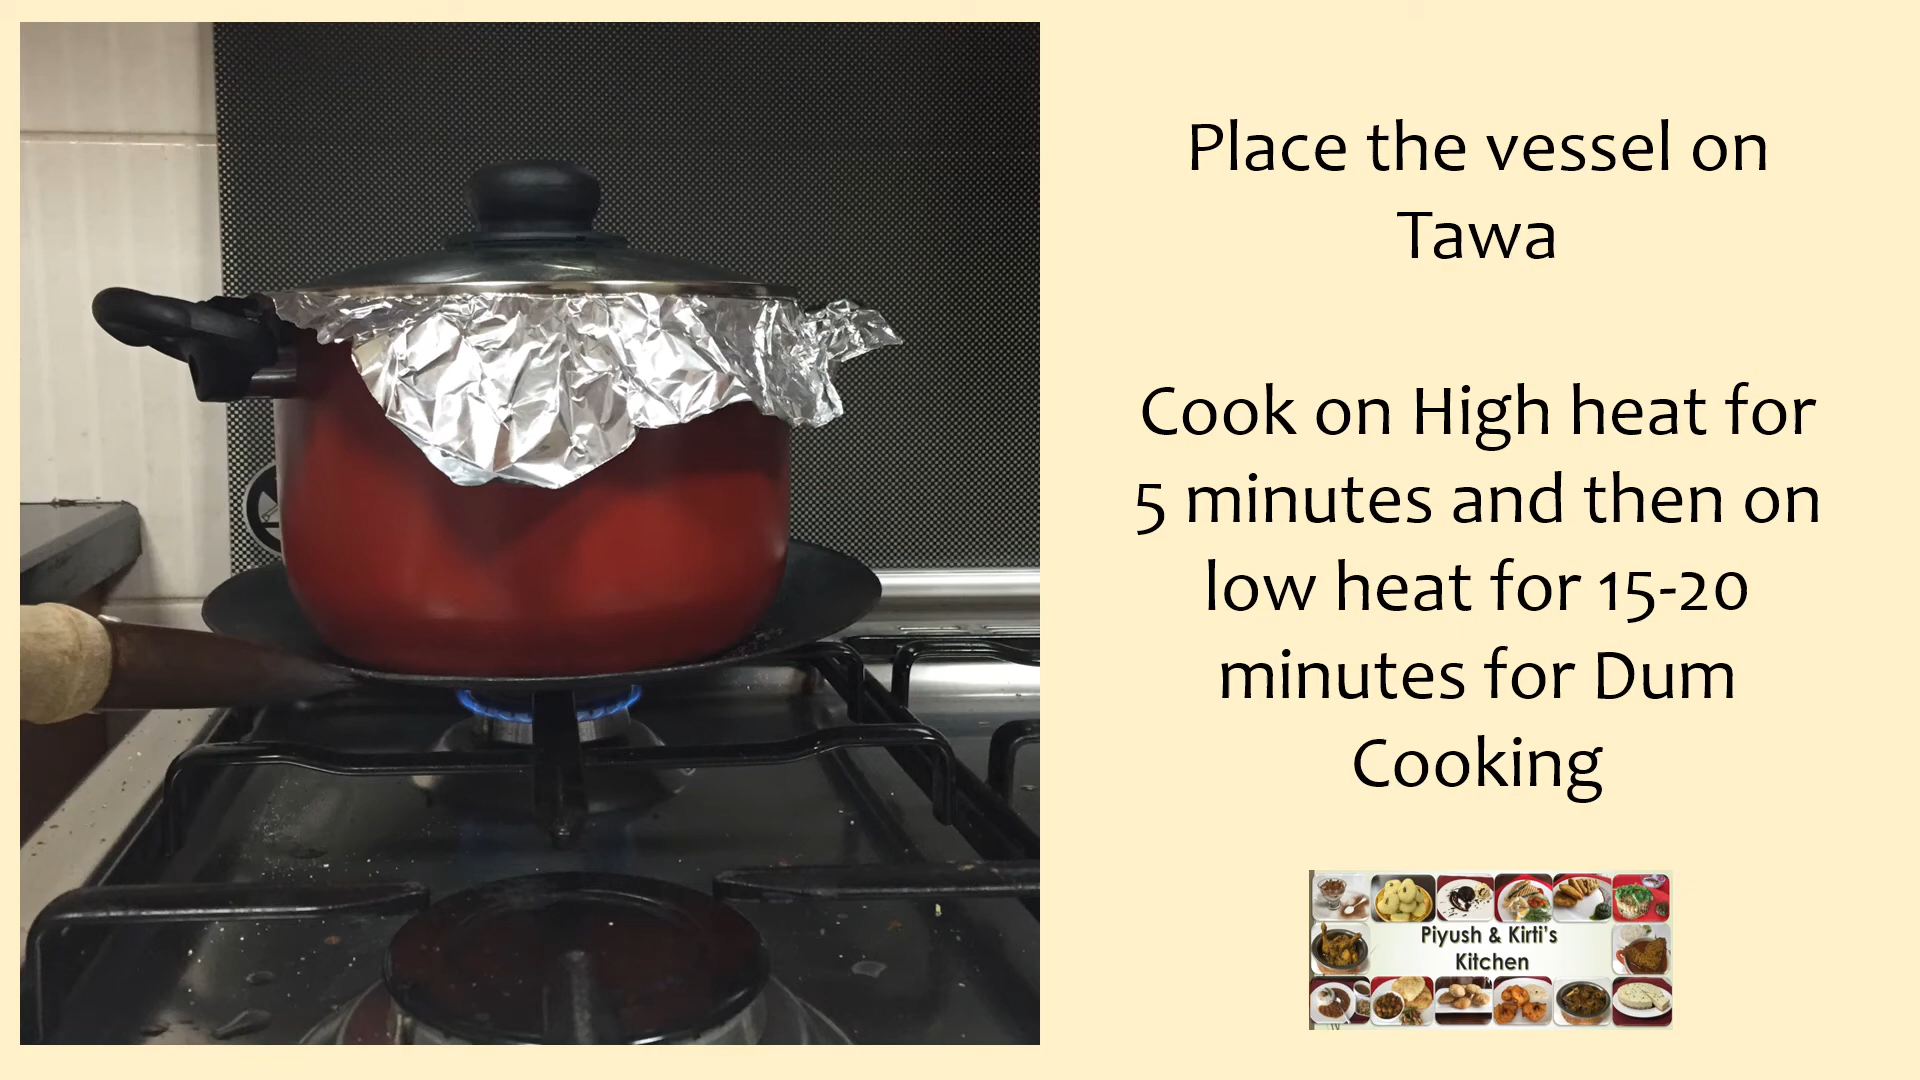 Place the vessel on
Tawa
Cook on High heat for
5 minutes and then on
low heat for 15-20
minutes for Dum
Cooking
Piyush & Kirti's
Kitchen